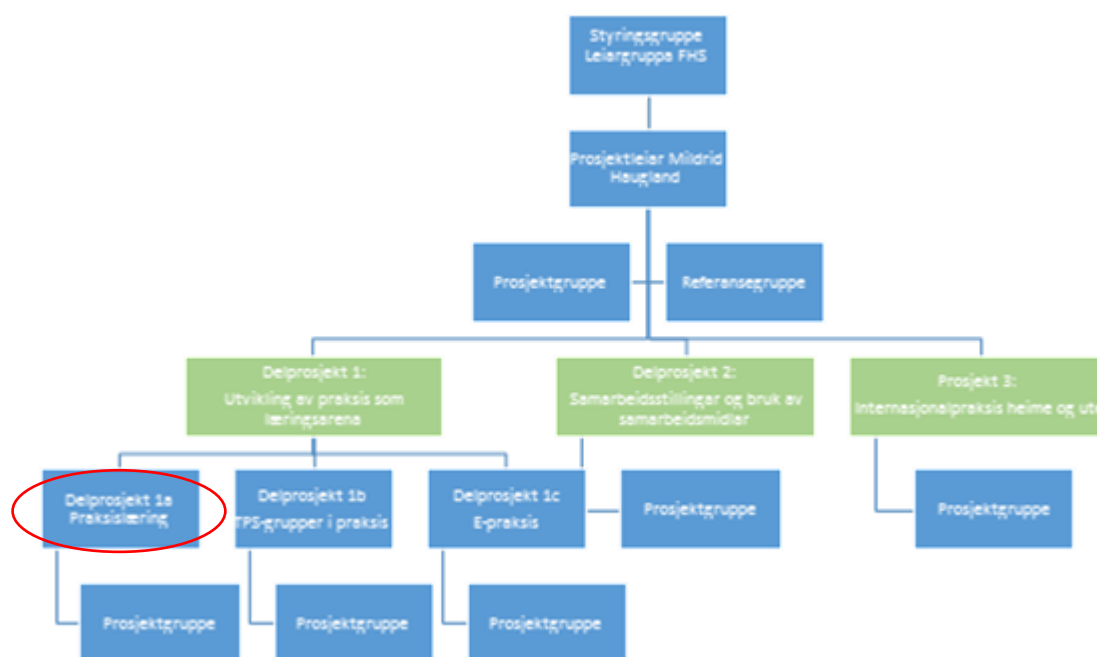 Styringsgruppe
Leiargruppa FHS
Prosjektleiar Mildrid
Haugland
Prosjektgruppe
Referansegruppe
Delprosjekt 1:
Utvikling av praksis som
læringsarena
Delprosjekt 2:
Samarbeidsstillingar og bruk av
samarbeidsmidlar
Prosjekt 3:
Internasjonalpraksis heime og ute
Delprosjekt 1a
Praksislæring
Delprosjekt 1b
TPS-grupper i praksis
Delprosjekt 1c
E-praksis
Prosjektgruppe
Prosjektgruppe
Prosjektgruppe
Prosjektgruppe
Prosjektgruppe